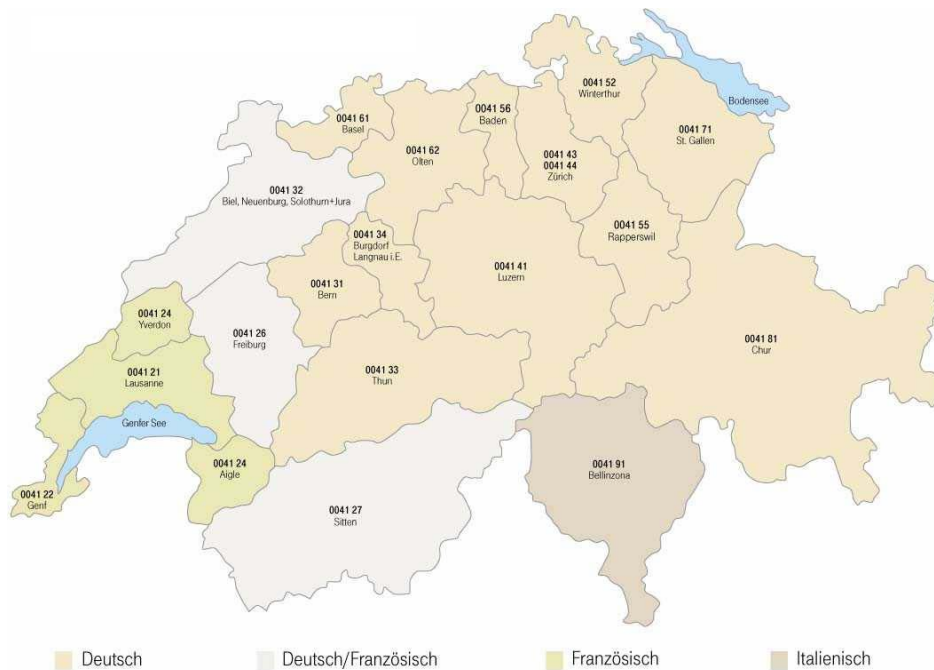 0041 52
Winterthur
Bodensee
0041 61
Basel
0041 56
Baden
0041 71
St. Gallen
0041 62
Olten
0041 43
0041 44
Zürich
0041 32
Biel, Neuenburg, Solothurn+Jura
0041 34
Burgdorf
Langnau i.E.
0041 55
Rapperswil
0041 41
Luzern
0041 31
Bern
0041 24
Yverdon
0041 26
Freiburg
0041 81
Chur
0041 21
Lausanne
0041 33
Thun
Genfer See
0041 24
Aigle
0041 91
Bellinzona
0041 22
Genf
0041 27
Sitten
Deutsch
Deutsch/Französisch
Französisch
Italienisch